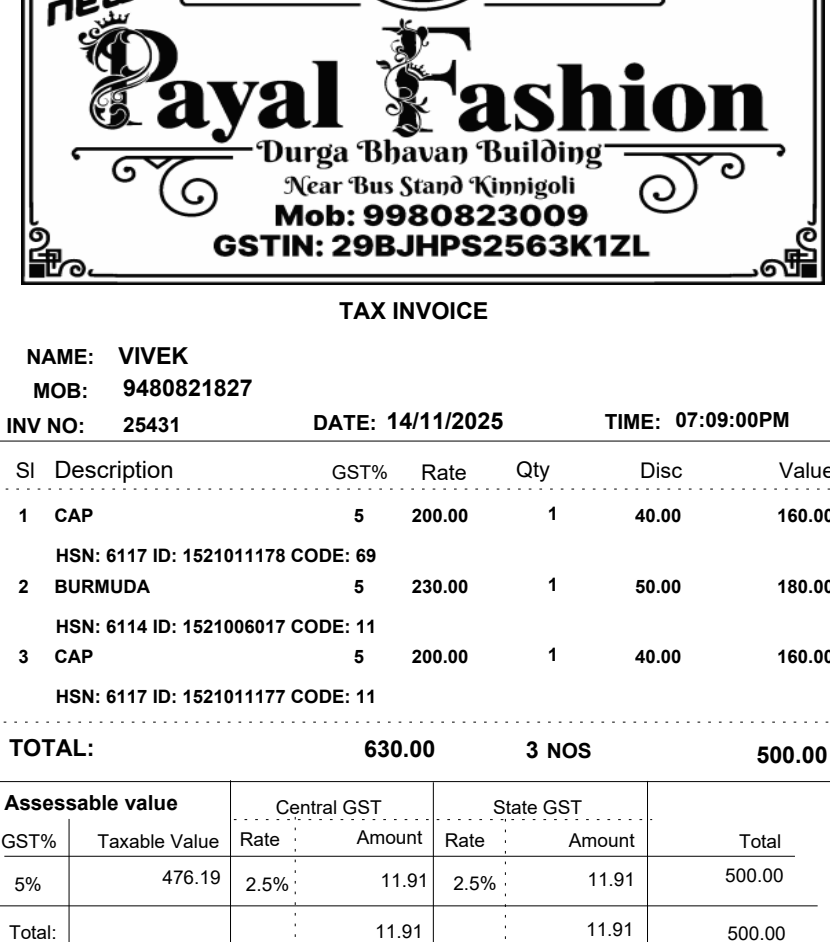 new
Payal Fashion
Durga Bhavan Building
Near Bus Stand Kinnigoli
Mob: 9980823009
GSTIN: 29BJHPS2563K1ZL
TAX INVOICE
NAME: VIVEK
MOB: 9480821827
INV NO: 25431 DATE: 14/11/2025 TIME: 07:09:00PM
Sl Description GST% Rate Qty Disc Value
1 CAP 5 200.00 1 40.00 160.00
HSN: 6117 ID: 1521011178 CODE: 69
2 BURMUDA 5 230.00 1 50.00 180.00
HSN: 6114 ID: 1521006017 CODE: 11
3 CAP 5 200.00 1 40.00 160.00
HSN: 6117 ID: 1521011177 CODE: 11
TOTAL: 630.00 3 NOS 500.00
Assessable value Central GST State GST
GST% Taxable Value Rate Amount Rate Amount Total
5% 476.19 2.5% 11.91 2.5% 11.91 500.00
Total: 11.91 11.91 500.00